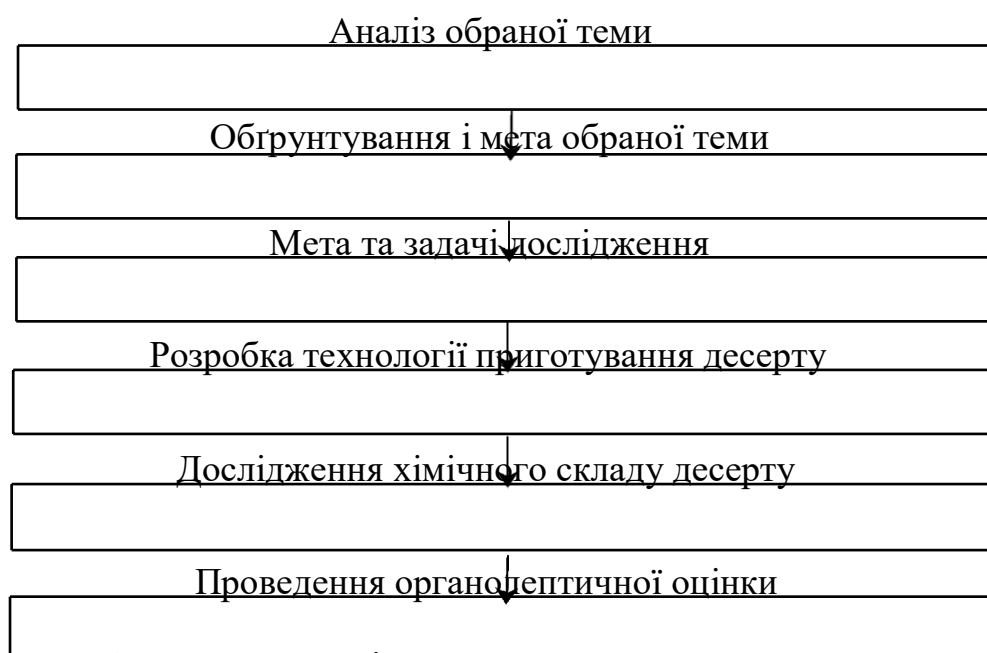 Аналіз обраної теми
Обґрунтування і мета обраної теми
Мета та задачі дослідження
Розробка технології приготування десерту
Дослідження хімічного складу десерту
Проведення органолептичної оцінки